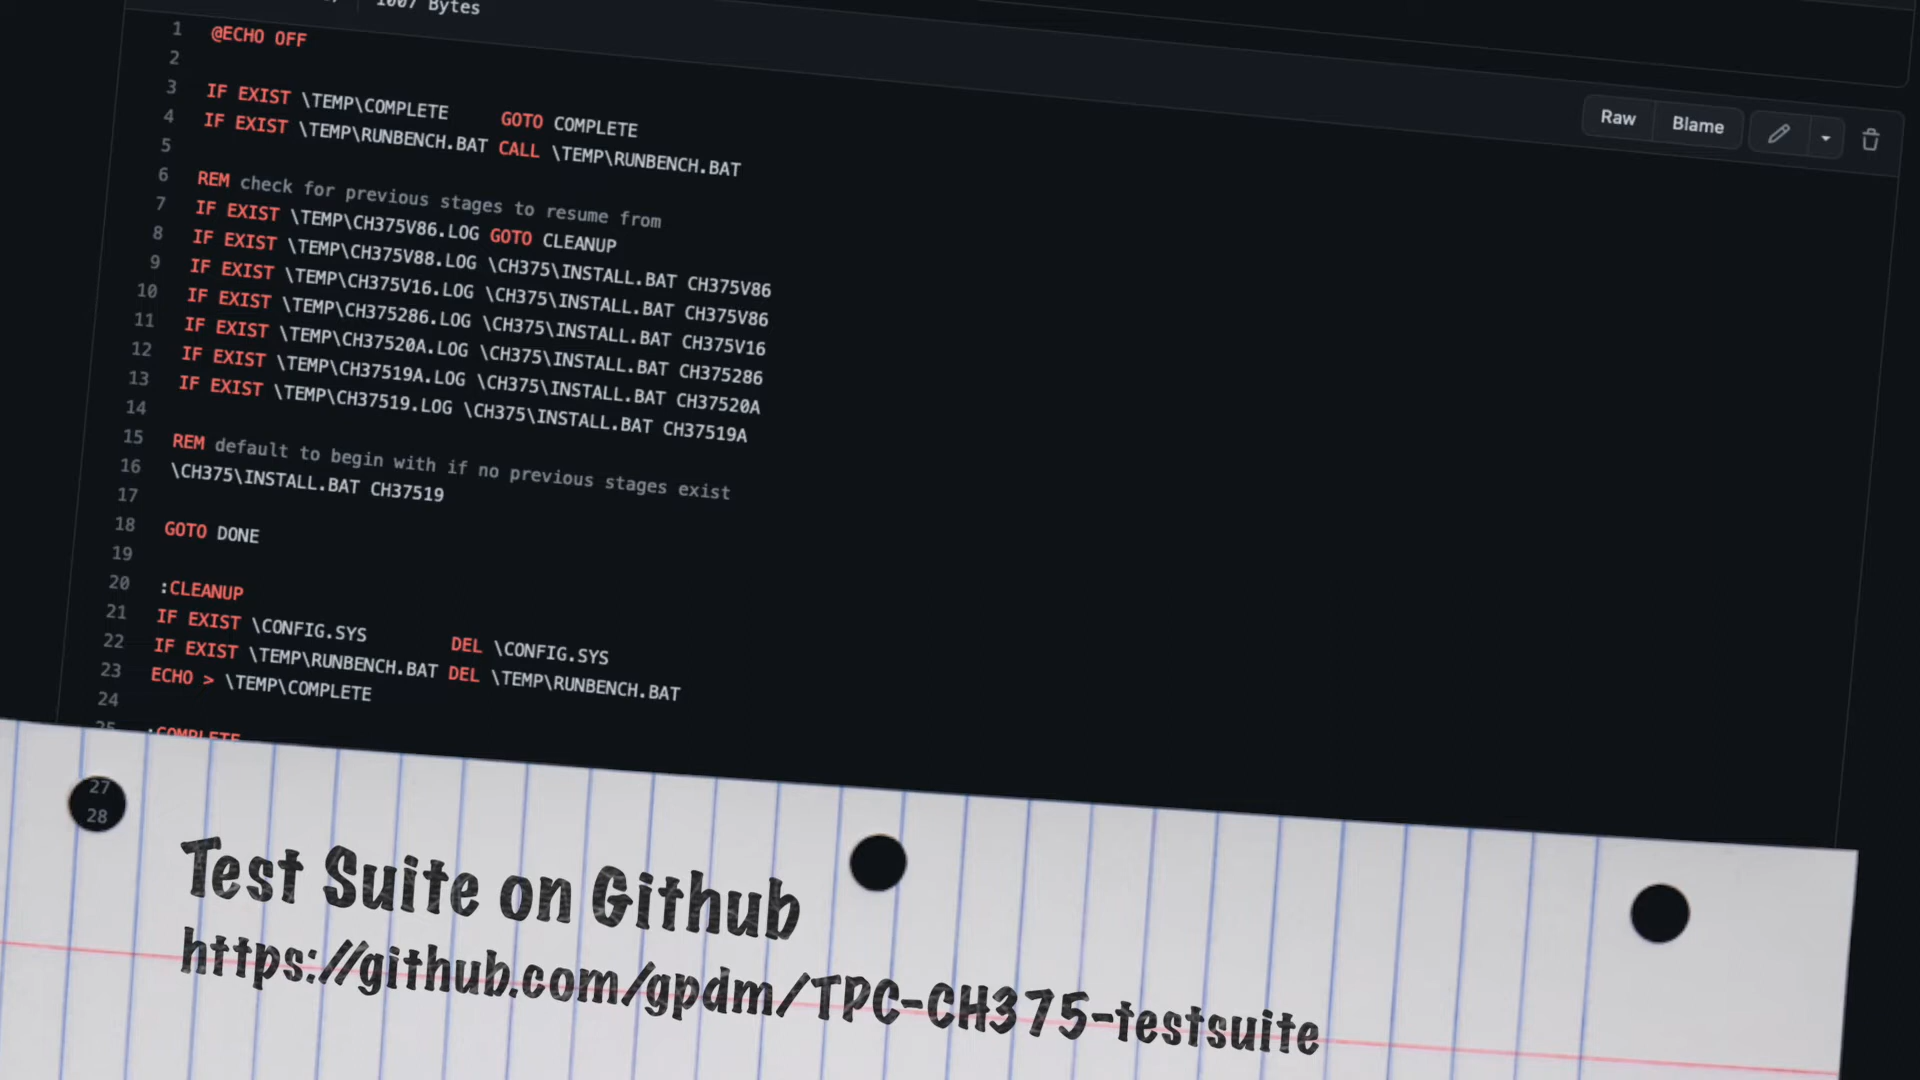 1007 Bytes
Raw Blame
1 @ECHO OFF
2
3 IF EXIST \TEMP\COMPLETE GOTO COMPLETE
4 IF EXIST \TEMP\RUNBENCH.BAT CALL \TEMP\RUNBENCH.BAT
5
6 REM check for previous stages to resume from
7 IF EXIST \TEMP\CH375V86.LOG GOTO CLEANUP
8 IF EXIST \TEMP\CH375V88.LOG \CH375\INSTALL.BAT CH375V86
9 IF EXIST \TEMP\CH375V16.LOG \CH375\INSTALL.BAT CH375V86
10 IF EXIST \TEMP\CH375286.LOG \CH375\INSTALL.BAT CH375V16
11 IF EXIST \TEMP\CH37520A.LOG \CH375\INSTALL.BAT CH375286
12 IF EXIST \TEMP\CH37519A.LOG \CH375\INSTALL.BAT CH37520A
13 IF EXIST \TEMP\CH37519.LOG \CH375\INSTALL.BAT CH37519A
14
15 REM default to begin with if no previous stages exist
16 \CH375\INSTALL.BAT CH37519
17
18 GOTO DONE
19
20 :CLEANUP
21 IF EXIST \CONFIG.SYS DEL \CONFIG.SYS
22 IF EXIST \TEMP\RUNBENCH.BAT DEL \TEMP\RUNBENCH.BAT
23 ECHO > \TEMP\COMPLETE
24
25 :COMPLETE
27
28
Test Suite on Github
https://github.com/gpdm/TPC-CH375-testsuite